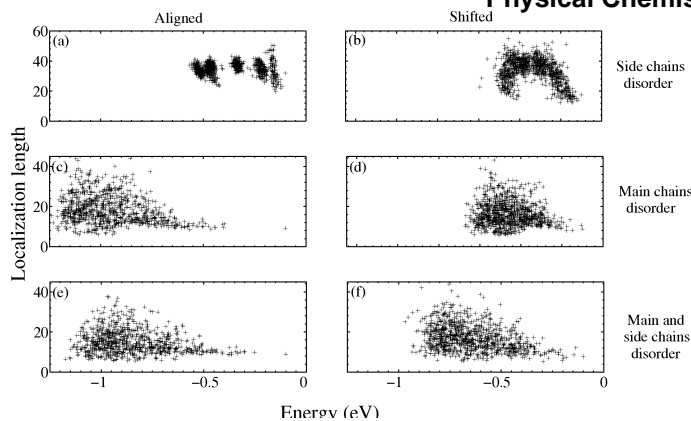 Physical Chemis
Aligned
Shifted
60
(a)
(b)
40
20
0
Side chains
disorder
Localization length
40
(c)
(d)
20
0
Main chains
disorder
40
(e)
(f)
20
0
Main and
side chains
disorder
−1
−0.5
0
−1
−0.5
0
Energy (eV)